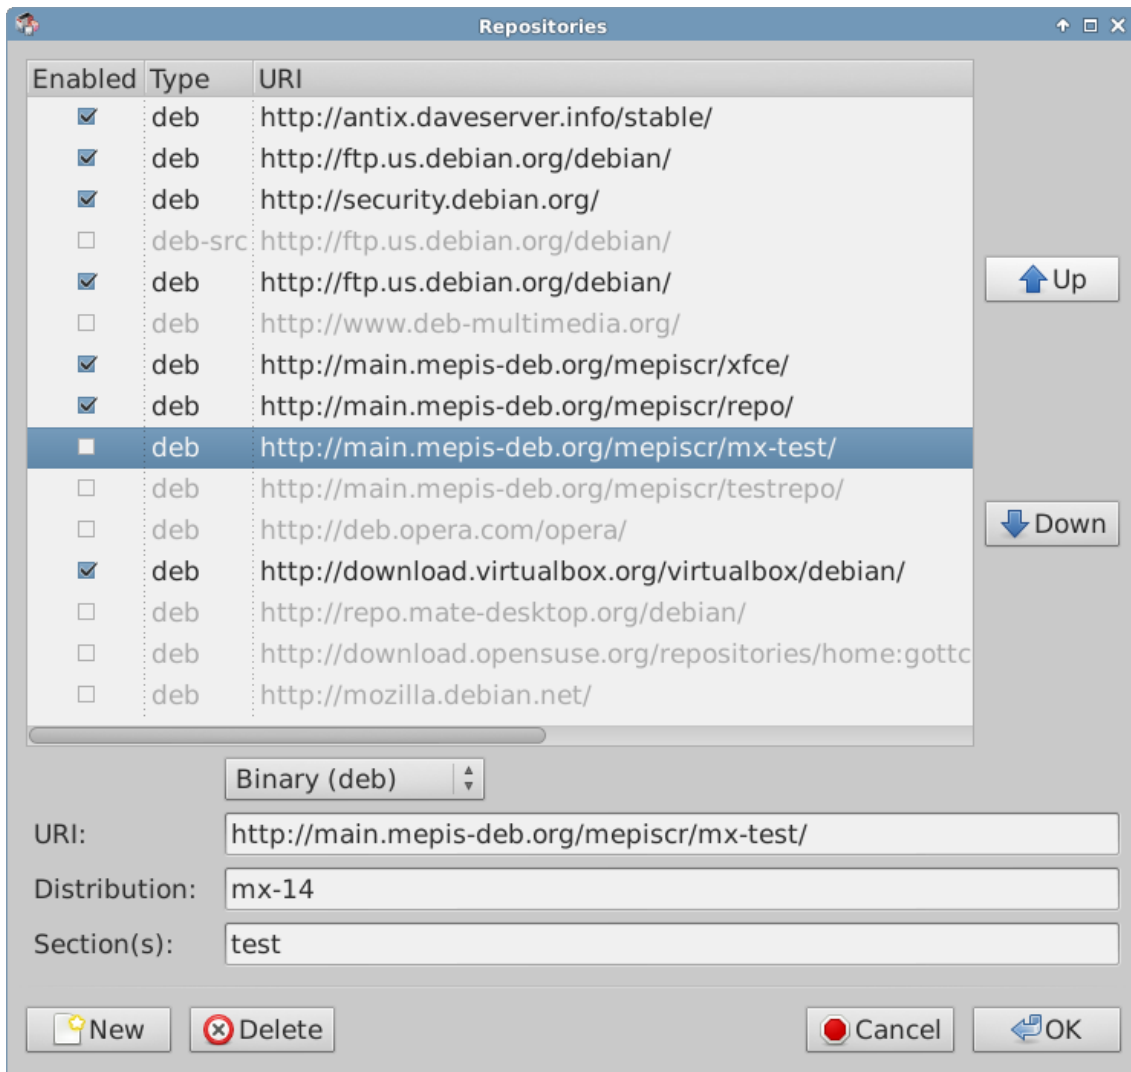 Repositories
Enabled Type URI
deb http://antix.daveserver.info/stable/
deb http://ftp.us.debian.org/debian/
deb http://security.debian.org/
deb-src http://ftp.us.debian.org/debian/
deb http://ftp.us.debian.org/debian/
deb http://www.deb-multimedia.org/
deb http://main.mepis-deb.org/mepiscr/xfce/
deb http://main.mepis-deb.org/mepiscr/repo/
deb http://main.mepis-deb.org/mepiscr/mx-test/
deb http://main.mepis-deb.org/mepiscr/testrepo/
deb http://deb.opera.com/opera/
deb http://download.virtualbox.org/virtualbox/debian/
deb http://repo.mate-desktop.org/debian/
deb http://download.opensuse.org/repositories/home:gottc
deb http://mozilla.debian.net/
Up
Down
Binary (deb)
URI: http://main.mepis-deb.org/mepiscr/mx-test/
Distribution: mx-14
Section(s): test
New Delete Cancel OK